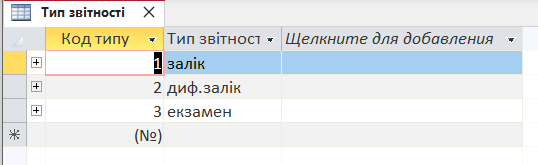 Тип звітності
Код типу Тип звітност Щелкните для добавления
1 залік
2 диф.залік
3 екзамен
(№)